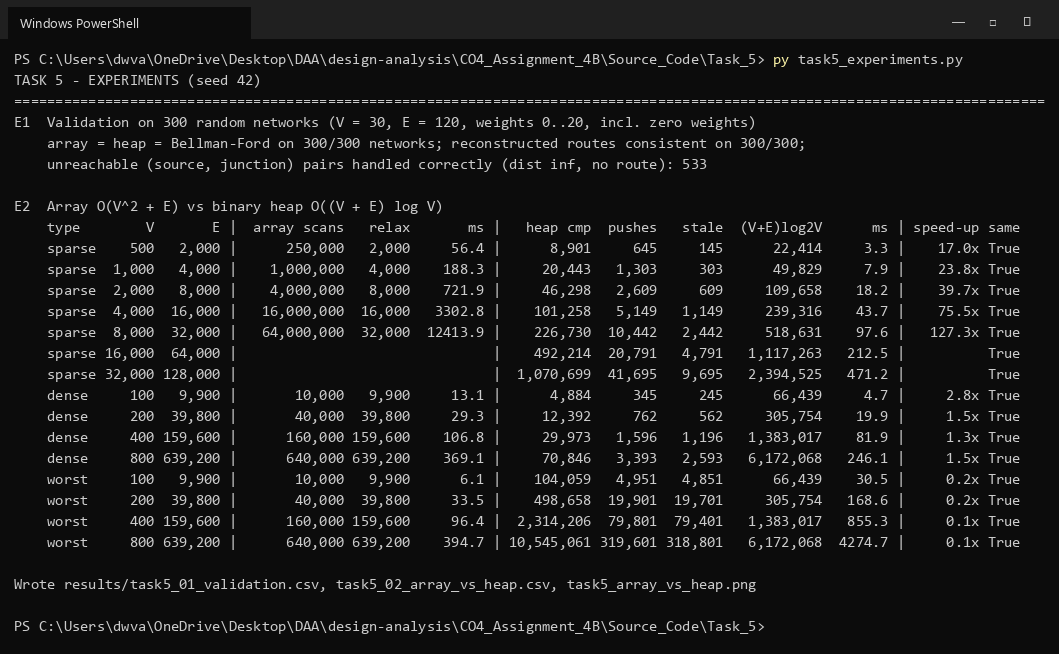 Windows PowerShell
PS C:\Users\dwva\OneDrive\Desktop\DAA\design-analysis\CO4_Assignment_4B\Source_Code\Task_5> py task5_experiments.py
TASK 5 - EXPERIMENTS (seed 42)
=============================================================================================================================
E1  Validation on 300 random networks (V = 30, E = 120, weights 0..20, incl. zero weights)
    array = heap = Bellman-Ford on 300/300 networks; reconstructed routes consistent on 300/300;
    unreachable (source, junction) pairs handled correctly (dist inf, no route): 533
E2  Array O(V^2 + E) vs binary heap O((V + E) log V)
    type        V       E |  array scans   relax       ms |   heap cmp  pushes   stale  (V+E)log2V      ms | speed-up same
    sparse    500   2,000 |      250,000   2,000     56.4 |      8,901     645     145      22,414     3.3 |    17.0x True
    sparse  1,000   4,000 |    1,000,000   4,000    188.3 |     20,443   1,303     303      49,829     7.9 |    23.8x True
    sparse  2,000   8,000 |    4,000,000   8,000    721.9 |     46,298   2,609     609     109,658    18.2 |    39.7x True
    sparse  4,000  16,000 |   16,000,000  16,000   3302.8 |    101,258   5,149   1,149     239,316    43.7 |    75.5x True
    sparse  8,000  32,000 |   64,000,000  32,000  12413.9 |    226,730  10,442   2,442     518,631    97.6 |   127.3x True
    sparse 16,000  64,000 |                               |    492,214  20,791   4,791   1,117,263   212.5 |          True
    sparse 32,000 128,000 |                               |  1,070,699  41,695   9,695   2,394,525   471.2 |          True
    dense     100   9,900 |       10,000   9,900     13.1 |      4,884     345     245      66,439     4.7 |     2.8x True
    dense     200  39,800 |       40,000  39,800     29.3 |     12,392     762     562     305,754    19.9 |     1.5x True
    dense     400 159,600 |      160,000 159,600    106.8 |     29,973   1,596   1,196   1,383,017    81.9 |     1.3x True
    dense     800 639,200 |      640,000 639,200    369.1 |     70,846   3,393   2,593   6,172,068   246.1 |     1.5x True
    worst     100   9,900 |       10,000   9,900      6.1 |    104,059   4,951   4,851      66,439    30.5 |     0.2x True
    worst     200  39,800 |       40,000  39,800     33.5 |    498,658  19,901  19,701     305,754   168.6 |     0.2x True
    worst     400 159,600 |      160,000 159,600     96.4 |  2,314,206  79,801  79,401   1,383,017   855.3 |     0.1x True
    worst     800 639,200 |      640,000 639,200    394.7 | 10,545,061 319,601 318,801   6,172,068  4274.7 |     0.1x True
Wrote results/task5_01_validation.csv, task5_02_array_vs_heap.csv, task5_array_vs_heap.png
PS C:\Users\dwva\OneDrive\Desktop\DAA\design-analysis\CO4_Assignment_4B\Source_Code\Task_5>